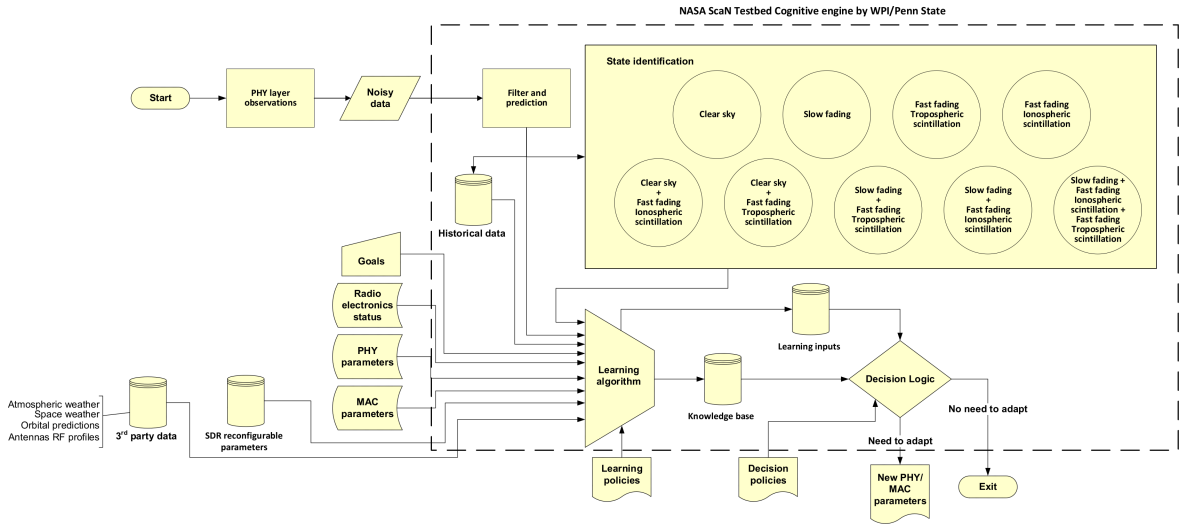 NASA ScaN Testbed Cognitive engine by WPI/Penn State
State identification
Start
PHY layer
observations
Noisy
data
Filter and
prediction
Clear sky
Slow fading
Fast fading
Tropospheric
scintillation
Fast fading
Ionospheric
scintillation
Clear sky
+
Fast fading
Ionospheric
scintillation
Clear sky
+
Fast fading
Tropospheric
scintillation
Slow fading
+
Fast fading
Tropospheric
scintillation
Slow fading
+
Fast fading
Ionospheric
scintillation
Slow fading +
Fast fading
Ionospheric
scintillation +
Fast fading
Tropospheric
scintillation
Historical data
Goals
Radio
electronics
status
PHY
parameters
MAC
parameters
Learning
algorithm
Learning inputs
Knowledge base
Decision Logic
No need to adapt
Need to adapt
Atmospheric weather
Space weather
Orbital predictions
Antennas RF profiles
3rd party data
SDR reconfigurable
parameters
Learning
policies
Decision
policies
New PHY/
MAC
parameters
Exit